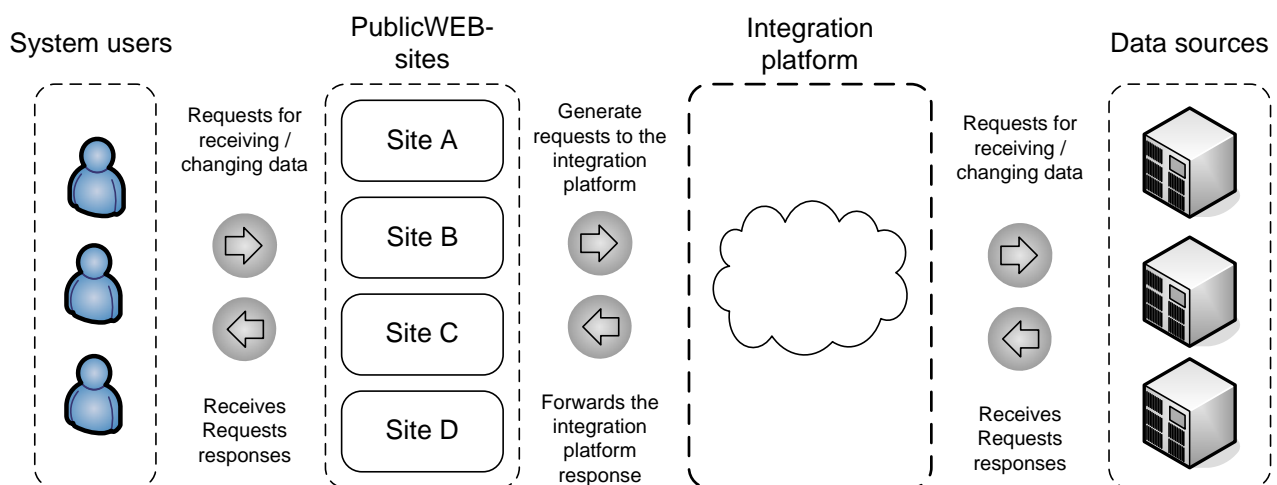 System users
PublicWEB-
sites
Integration
platform
Data sources
Requests for
receiving /
changing data
Site A
Site B
Site C
Site D
Generate
requests to the
integration
platform
Requests for
receiving /
changing data
Receives
Requests
responses
Forwards the
integration
platform
response
Receives
Requests
responses